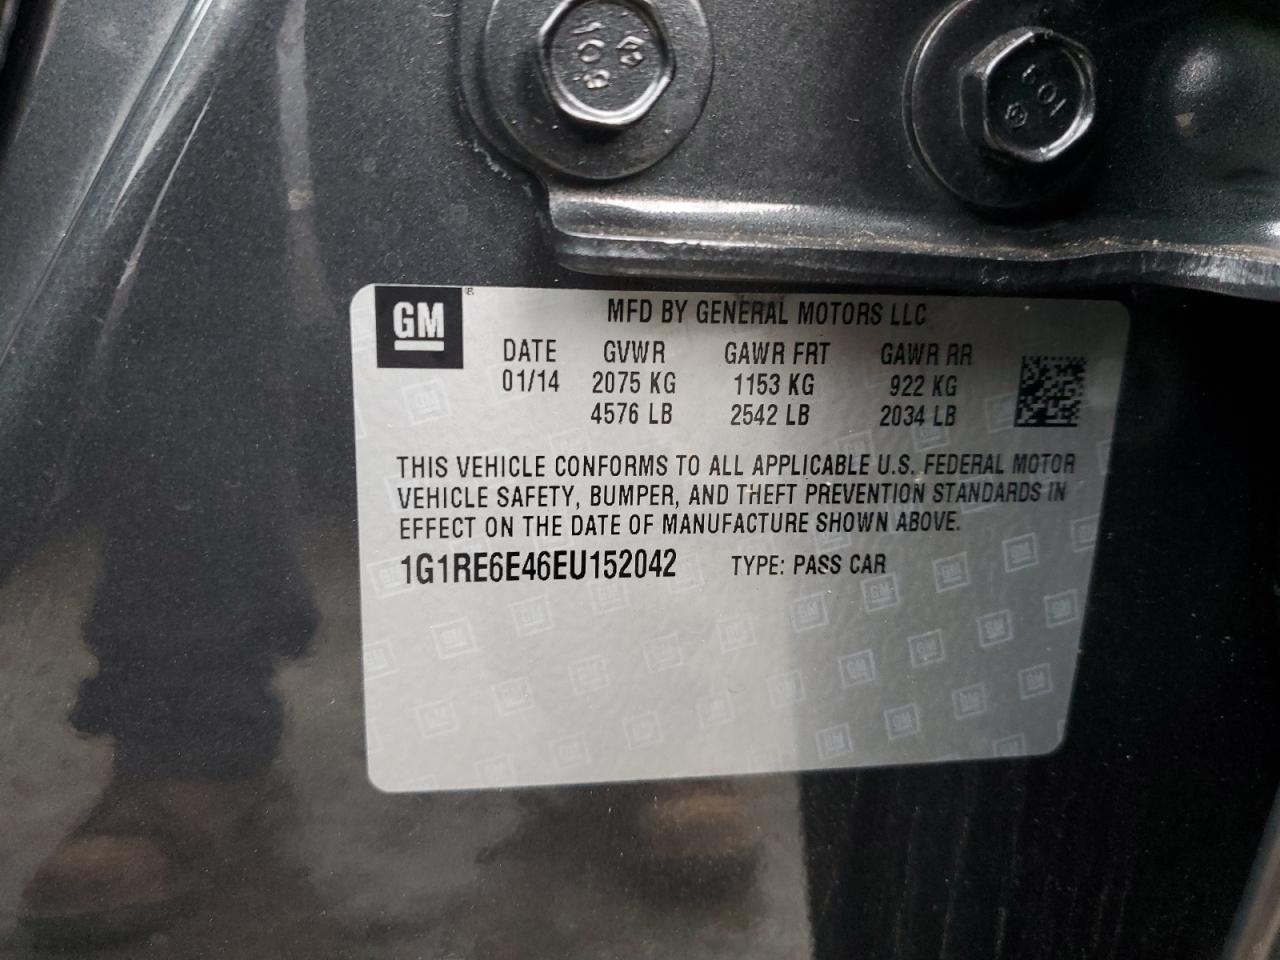 GM
MFD BY GENERAL MOTORS LLC
DATE GVWR GAWR FRT GAWR RR
01/14 2075 KG 1153 KG 922 KG
4576 LB 2542 LB 2034 LB
THIS VEHICLE CONFORMS TO ALL APPLICABLE U.S. FEDERAL MOTOR
VEHICLE SAFETY, BUMPER, AND THEFT PREVENTION STANDARDS IN
EFFECT ON THE DATE OF MANUFACTURE SHOWN ABOVE.
1G1RE6E46EU152042 TYPE: PASS CAR